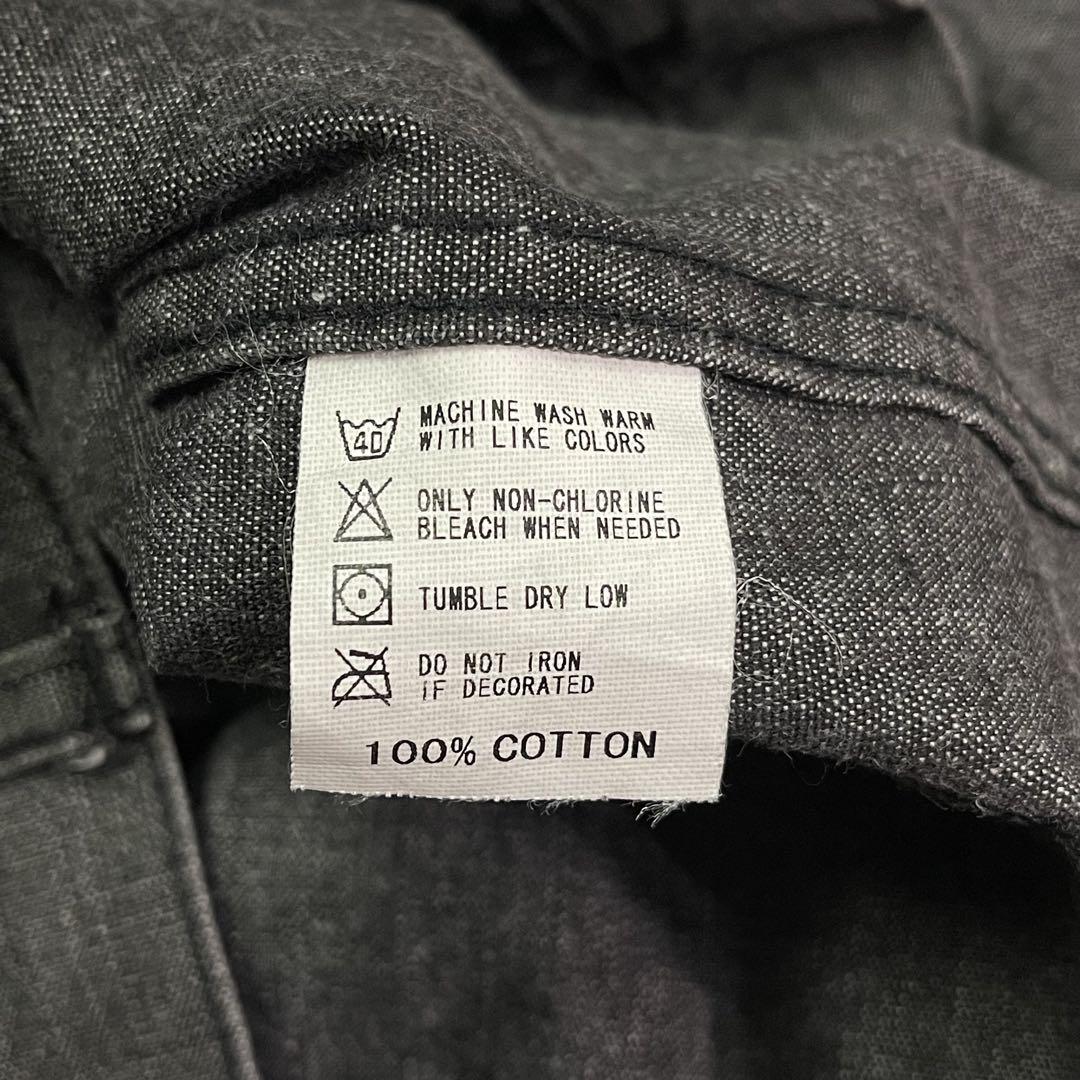 40
MACHINE WASH WARM
WITH LIKE COLORS
ONLY NON-CHLORINE
BLEACH WHEN NEEDED
TUMBLE DRY LOW
DO NOT IRON
IF DECORATED
100% COTTON